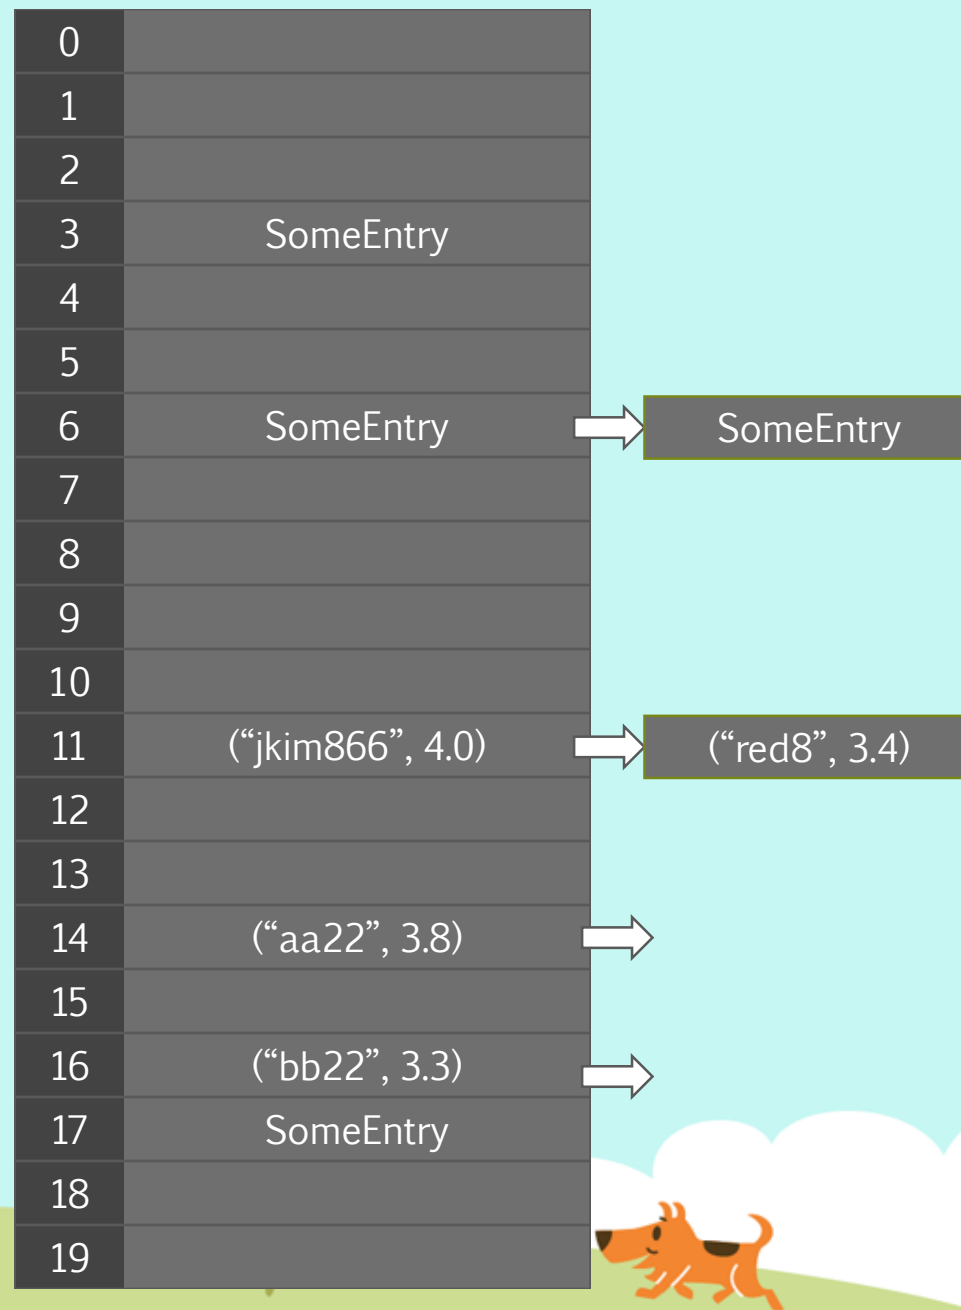 0
1
2
3 SomeEntry
4
5
6 SomeEntry SomeEntry
7
8
9
10
11 (“jkim866”, 4.0) (“red8”, 3.4)
12
13
14 (“aa22”, 3.8)
15
16 (“bb22”, 3.3)
17 SomeEntry
18
19